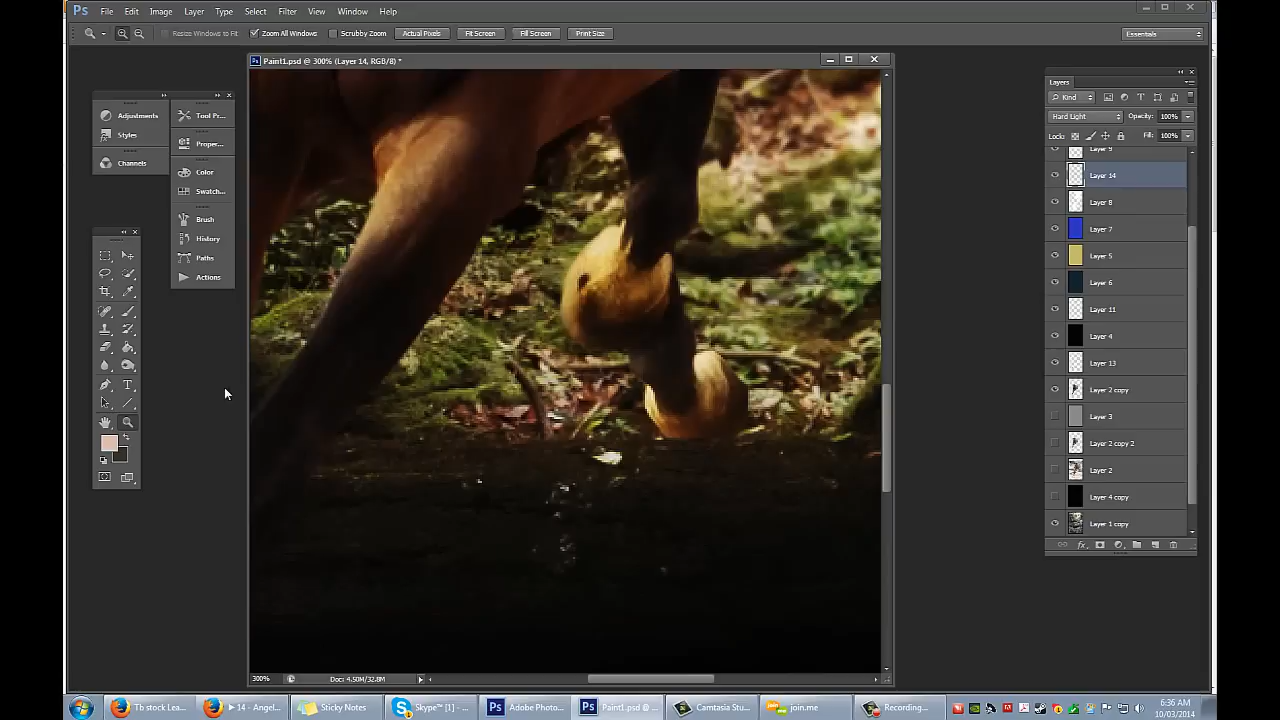 Ps File Edit Image Layer Type Select Filter View Window Help
Resize Windows to Fit Zoom All Windows Scrubby Zoom Actual Pixels Fit Screen Fill Screen Print Size Essentials
Paint1.psd @ 300% (Layer 14, RGB/8) *
Adjustments
Styles
Channels
Tool Pr...
Proper...
Color
Swatch...
Brush
History
Paths
Actions
Layers
Kind
Hard Light Opacity: 100%
Locks: Fill: 100%
Layer 9
Layer 14
Layer 8
Layer 7
Layer 5
Layer 6
Layer 11
Layer 4
Layer 13
Layer 2 copy
Layer 3
Layer 2 copy 2
Layer 2
Layer 4 copy
Layer 1 copy
fx
300% Doc: 4.50M/32.8M
Tb stock Lea... ► 14 - Angel... Sticky Notes Skype™ [1] - ... Adobe Photo... Paint1.psd @ ... Camtasia Stu... join.me Recording... 6:36 AM
10/03/2014